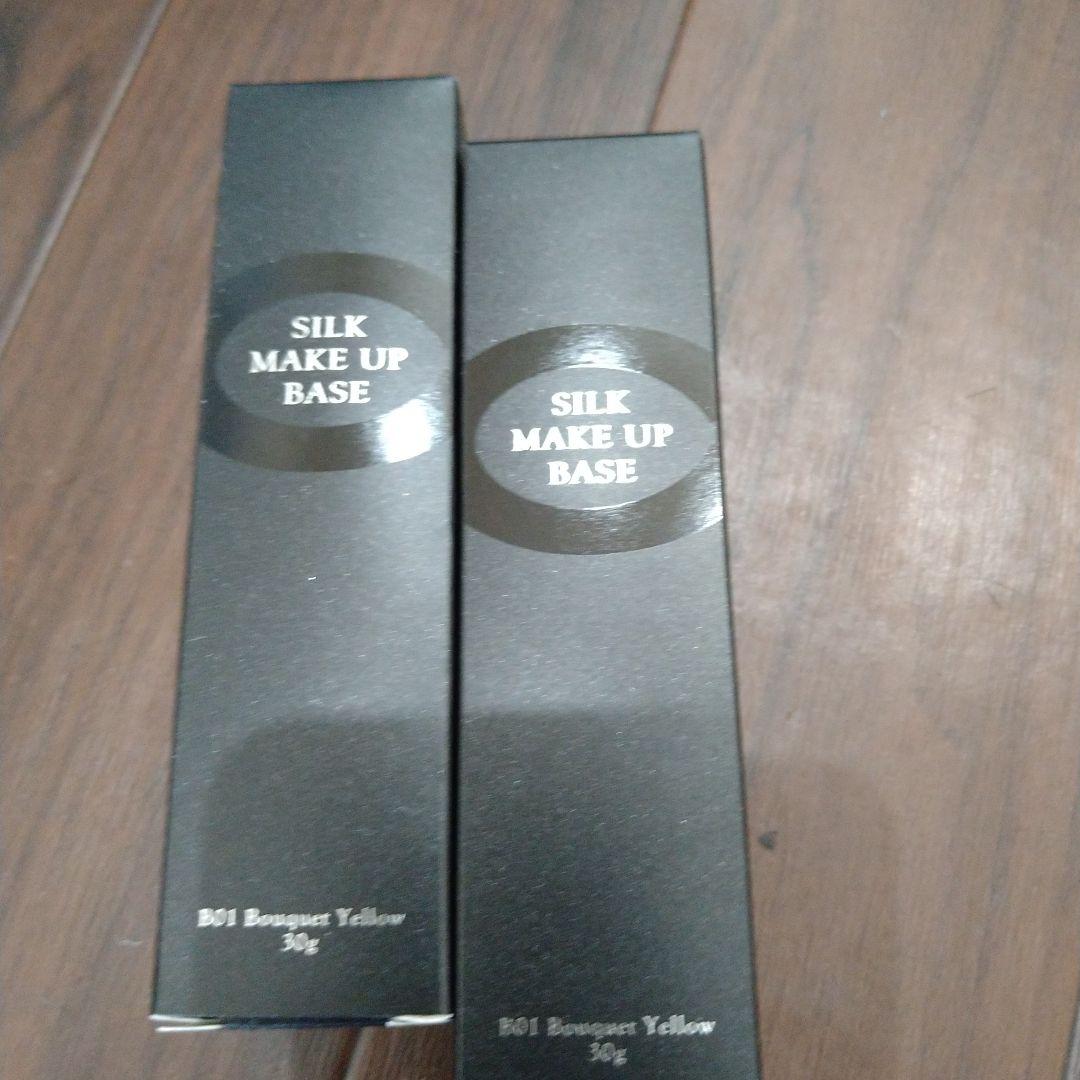 SILK
MAKE UP
BASE
B01 Bouquet Yellow
30g
SILK
MAKE UP
BASE
B01 Bouquet Yellow
30g